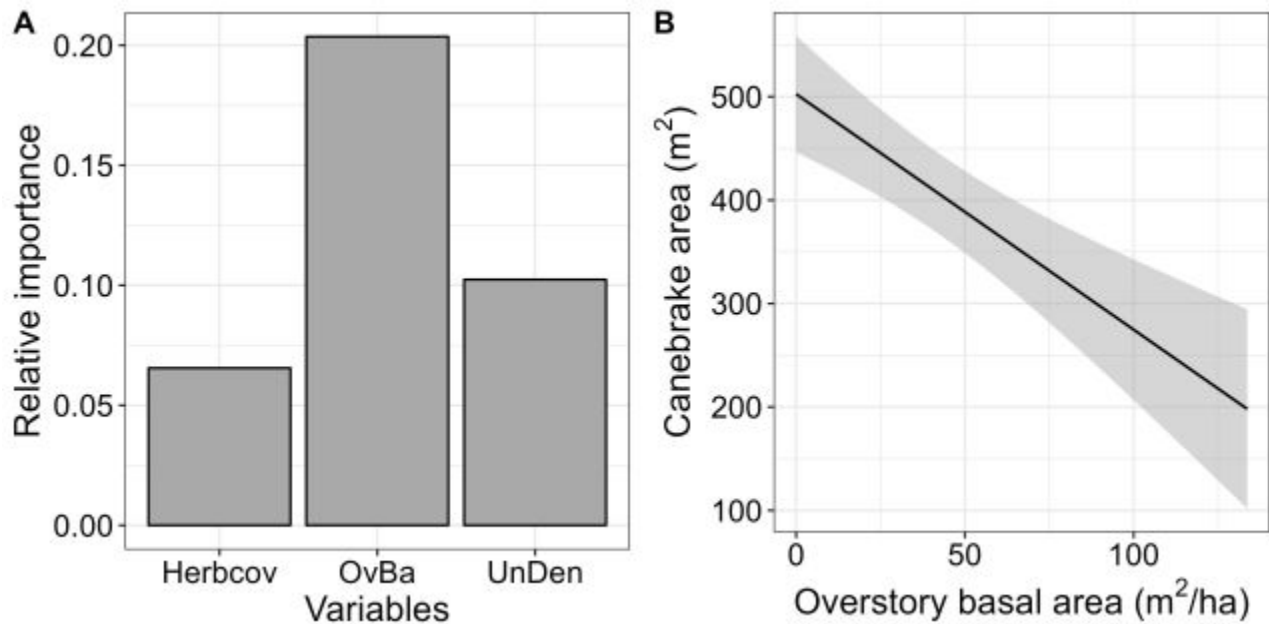 A
Relative importance
0.20
0.15
0.10
0.05
0.00
Herbcov OvBa UnDen
Variables
B
Canebrake area (m²)
500
400
300
200
100
0 50 100
Overstory basal area (m²/ha)